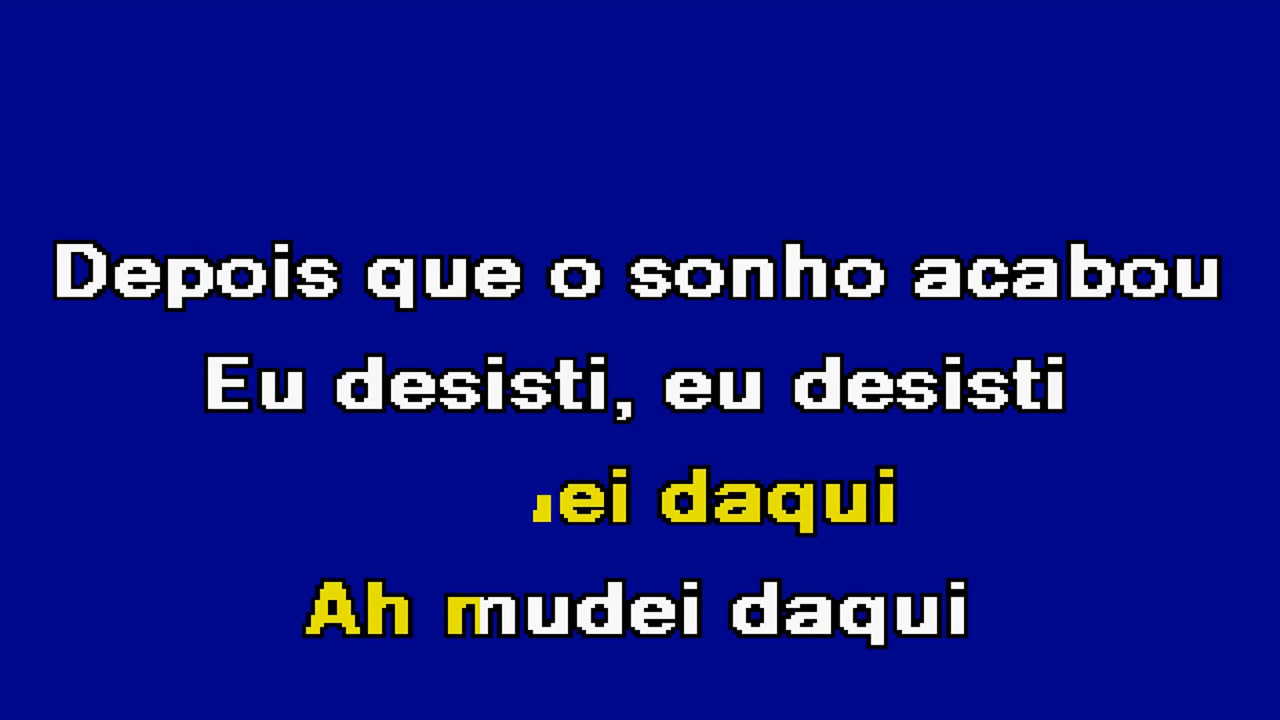 Depois que o sonho acabou
Eu desisti, eu desisti
ei daqui
Ah mudei daqui